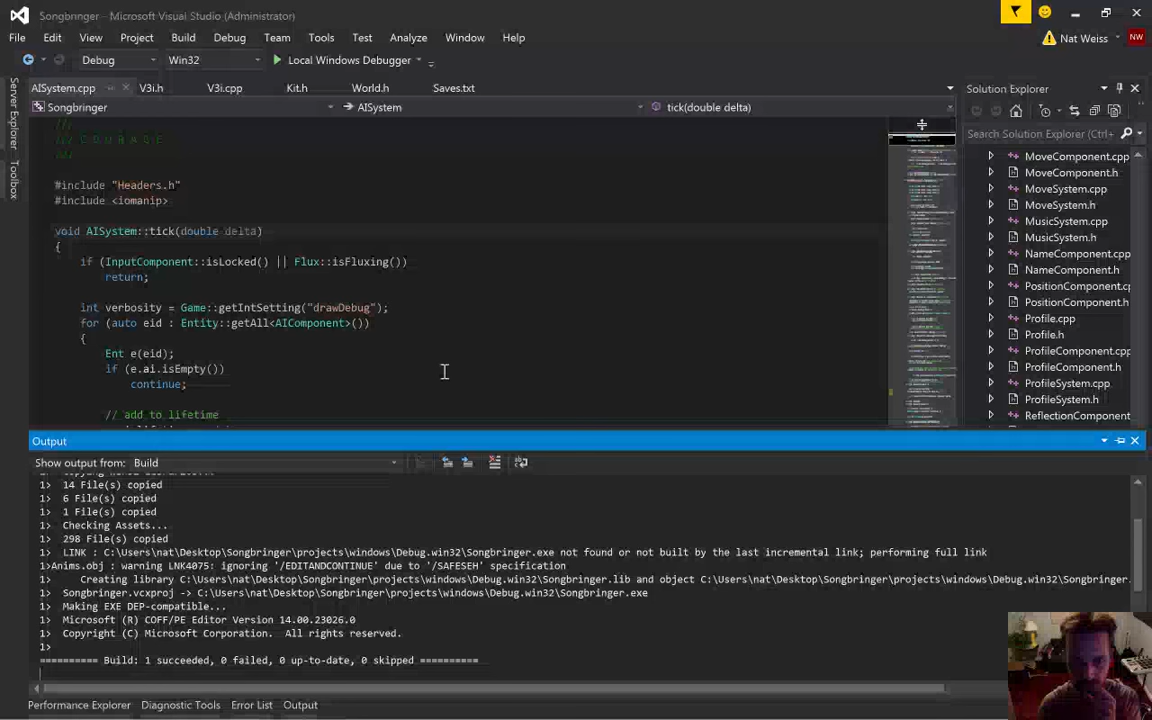 Songbringer - Microsoft Visual Studio (Administrator)
File Edit View Project Build Debug Team Tools Test Analyze Window Help
Nat Weiss NW
Debug Win32 Local Windows Debugger
AISystem.cpp V3i.h V3i.cpp Kit.h World.h Saves.txt
Songbringer AISystem tick(double delta)
Server Explorer
Toolbox
/// C O U R A G E
///
#include "Headers.h"
#include <iomanip>
void AISystem::tick(double delta)
{
if (InputComponent::isLocked() || Flux::isFluxing())
return;
int verbosity = Game::getIntSetting("drawDebug");
for (auto eid : Entity::getAll<AIComponent>())
{
Ent e(eid);
if (e.ai.isEmpty())
continue;
// add to lifetime
Solution Explorer
Search Solution Explorer (Ctrl+
MoveComponent.cpp
MoveComponent.h
MoveSystem.cpp
MoveSystem.h
MusicSystem.cpp
MusicSystem.h
NameComponent.cpp
NameComponent.h
PositionComponent.c
PositionComponent.h
Profile.cpp
Profile.h
ProfileComponent.cpp
ProfileComponent.h
ProfileSystem.cpp
ProfileSystem.h
ReflectionComponent
Output
Show output from: Build
1> 14 File(s) copied
1> 6 File(s) copied
1> 1 File(s) copied
1> Checking Assets...
1> 298 File(s) copied
1> LINK : C:\Users\nat\Desktop\Songbringer\projects\windows\Debug.win32\Songbringer.exe not found or not built by the last incremental link; performing full link
1>Anims.obj : warning LNK4075: ignoring '/EDITANDCONTINUE' due to '/SAFESEH' specification
1> Creating library C:\Users\nat\Desktop\Songbringer\projects\windows\Debug.win32\Songbringer.lib and object C:\Users\nat\Desktop\Songbringer\projects\windows\Debug.win32\Songbringer.
1> Songbringer.vcxproj -> C:\Users\nat\Desktop\Songbringer\projects\windows\Debug.win32\Songbringer.exe
1> Making EXE DEP-compatible...
1> Microsoft (R) COFF/PE Editor Version 14.00.23026.0
1> Copyright (C) Microsoft Corporation. All rights reserved.
1>
========== Build: 1 succeeded, 0 failed, 0 up-to-date, 0 skipped ==========
Performance Explorer Diagnostic Tools Error List Output